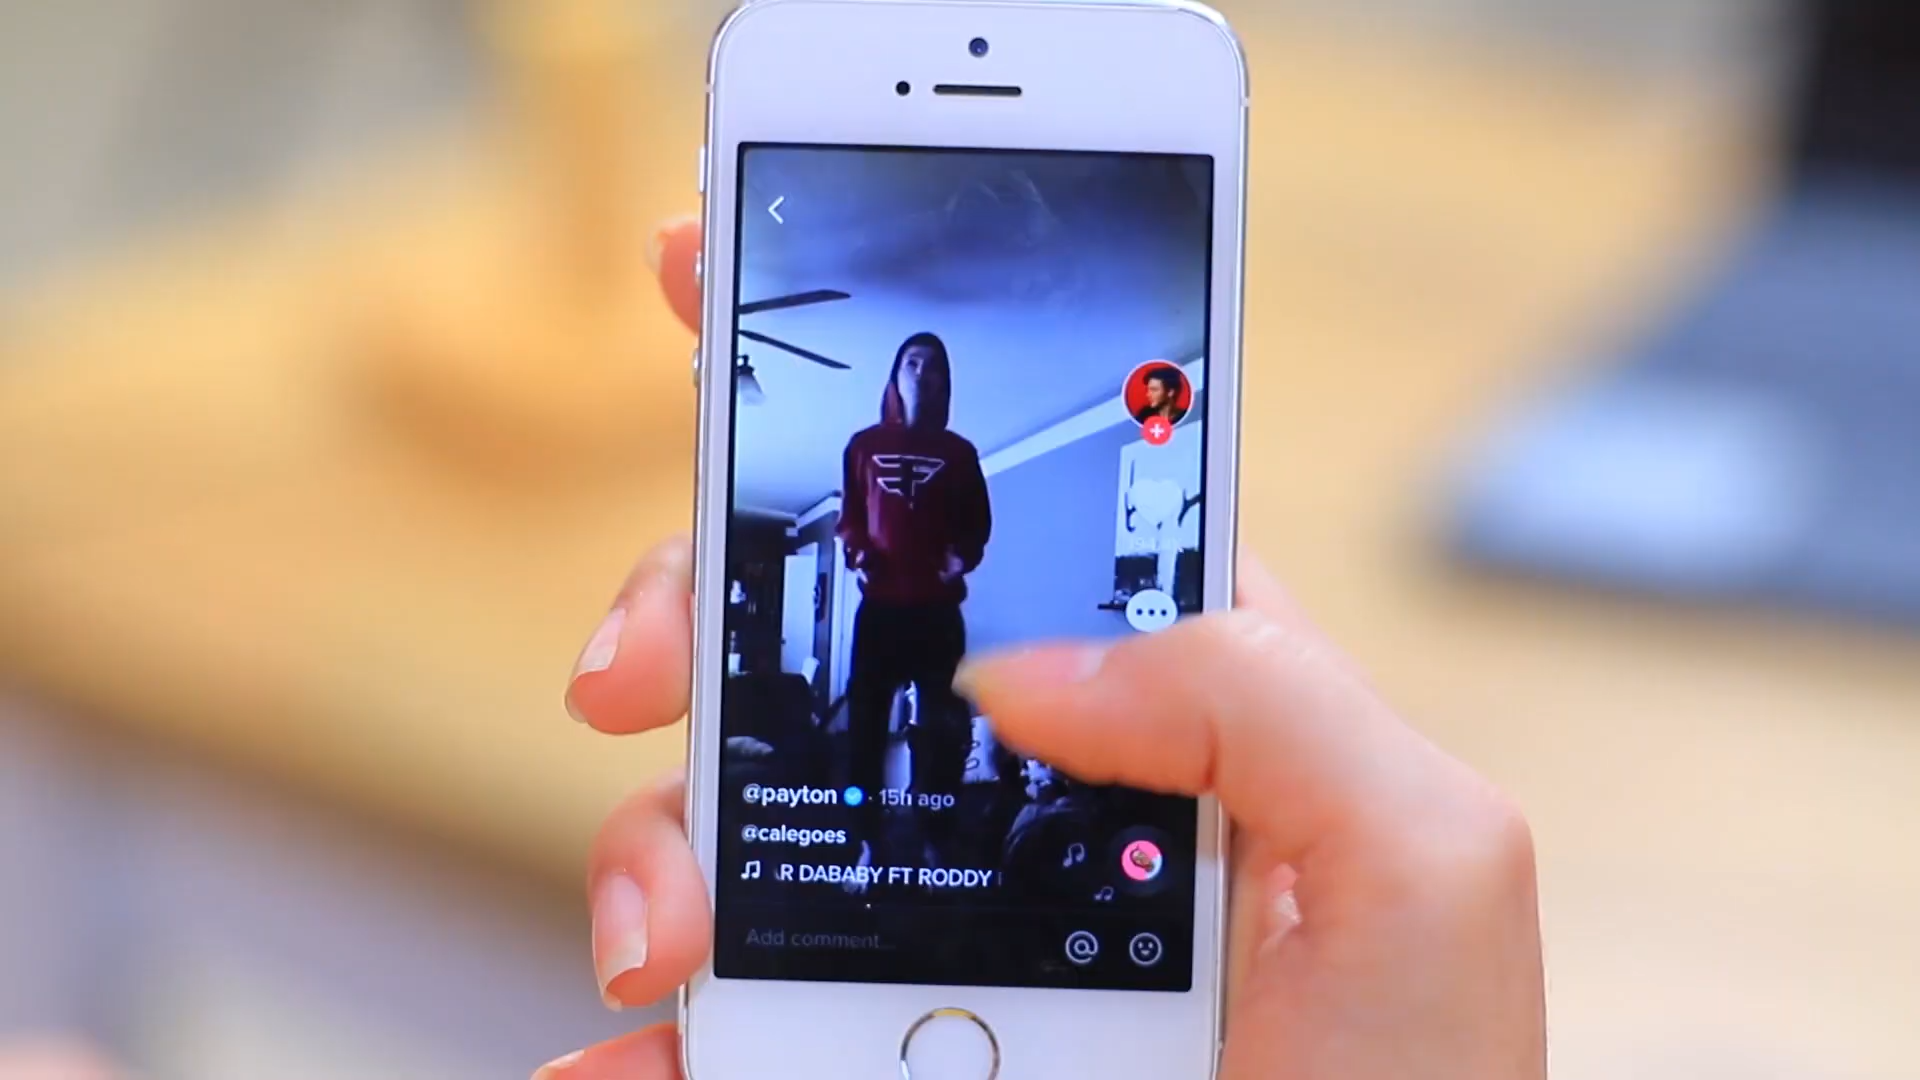 @payton · 15h ago
@calegoes
R DABABY FT RODDY
Add comment...